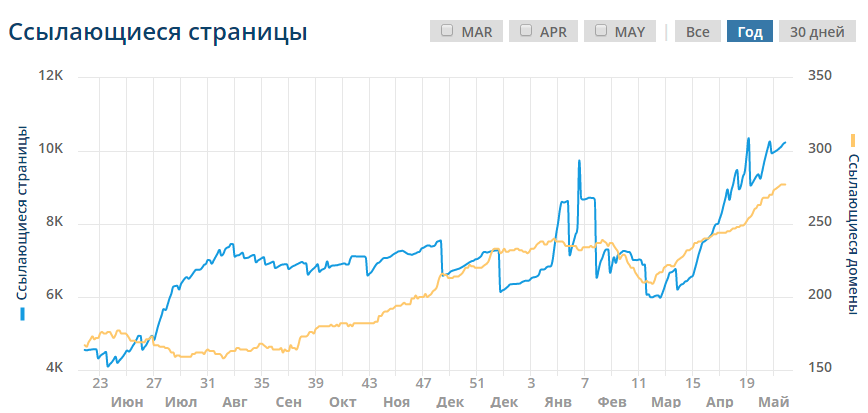 Ссылающиеся страницы
MAR APR MAY Все Год 30 дней
12K 350
10K 300
8K 250
6K 200
4K 150
Ссылающиеся страницы
Ссылающиеся домены
23 27 31 35 39 43 47 51 3 7 11 15 19
Июн Июл Авг Сен Окт Ноя Дек Дек Янв Фев Мар Апр Май